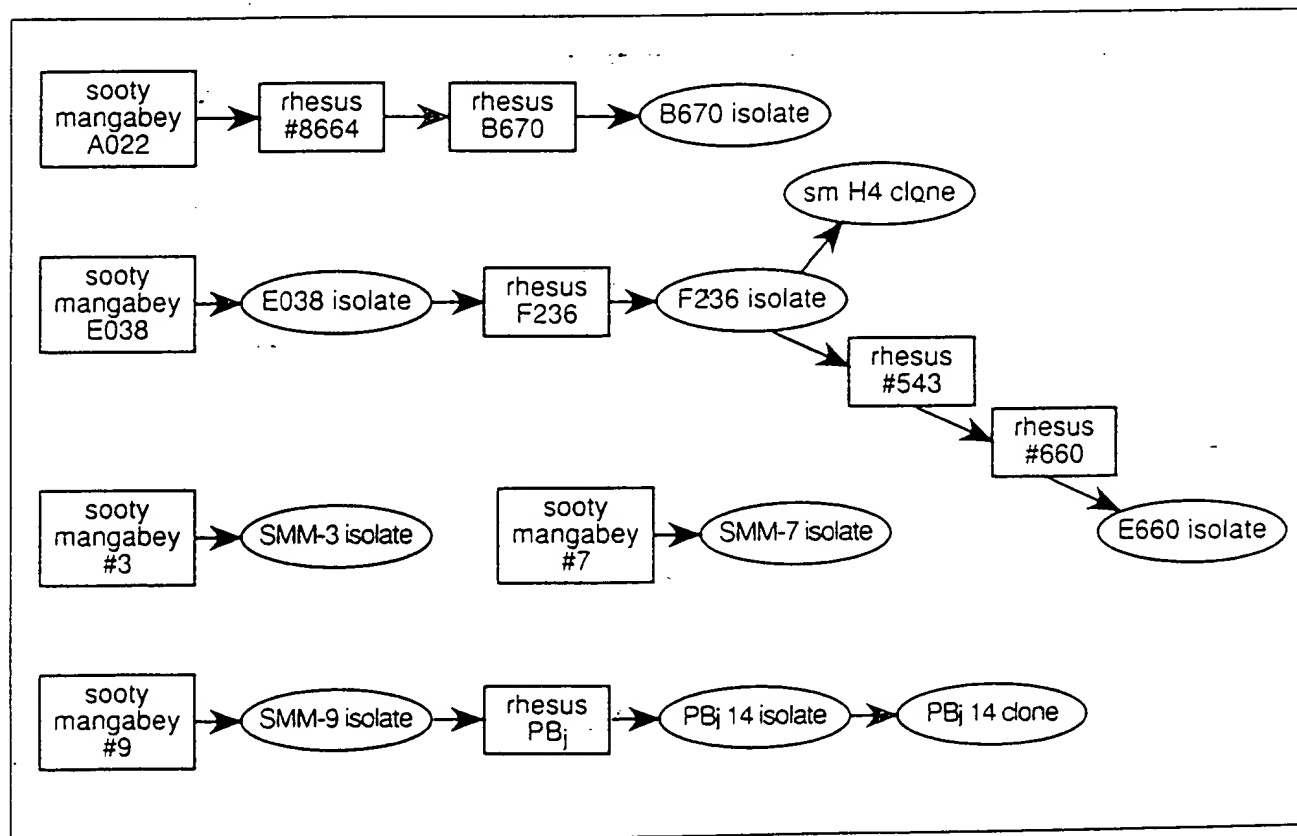 sooty
mangabey
A022
rhesus
#8664
rhesus
B670
B670 isolate
sm H4 clone
sooty
mangabey
E038
E038 isolate
rhesus
F236
F236 isolate
rhesus
#543
rhesus
#660
E660 isolate
sooty
mangabey
#3
SMM-3 isolate
sooty
mangabey
#7
SMM-7 isolate
sooty
mangabey
#9
SMM-9 isolate
rhesus
PBj
PBj 14 isolate
PBj 14 clone